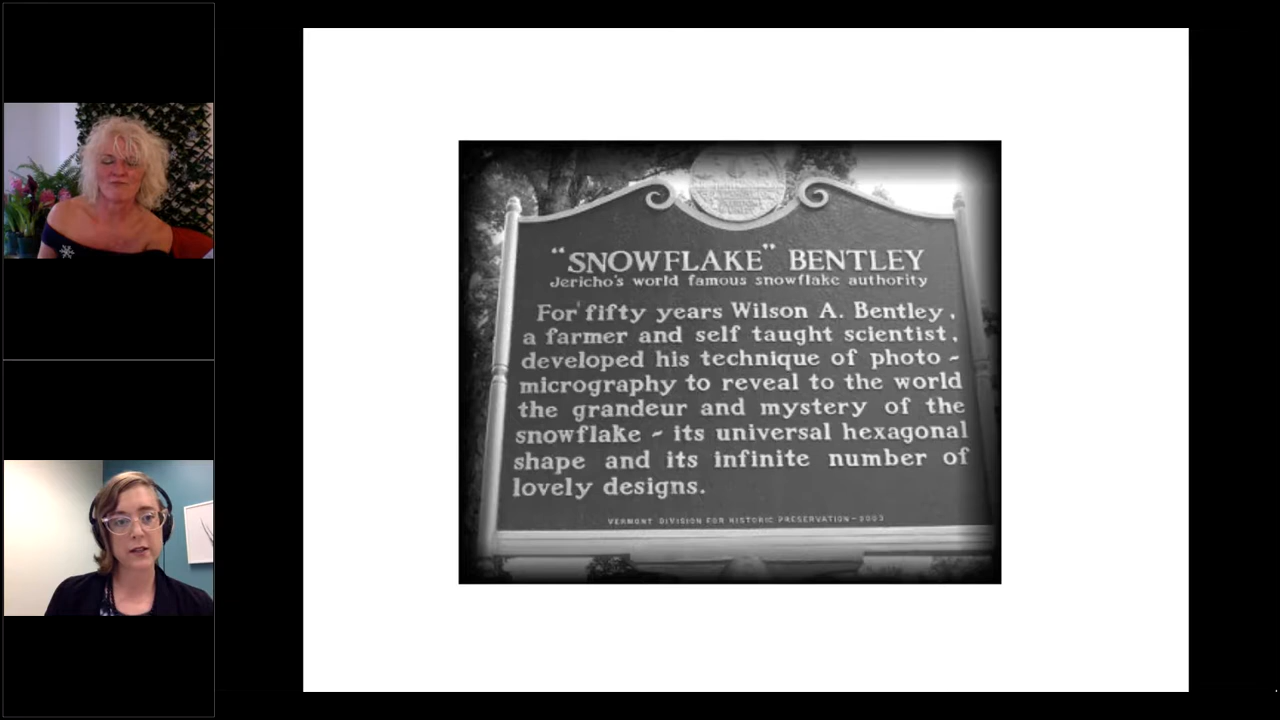 “SNOWFLAKE” BENTLEY
Jericho's world famous snowflake authority
For fifty years Wilson A. Bentley,
a farmer and self taught scientist,
developed his technique of photo-
micrography to reveal to the world
the grandeur and mystery of the
snowflake - its universal hexagonal
shape and its infinite number of
lovely designs.
VERMONT DIVISION FOR HISTORIC PRESERVATION-2003